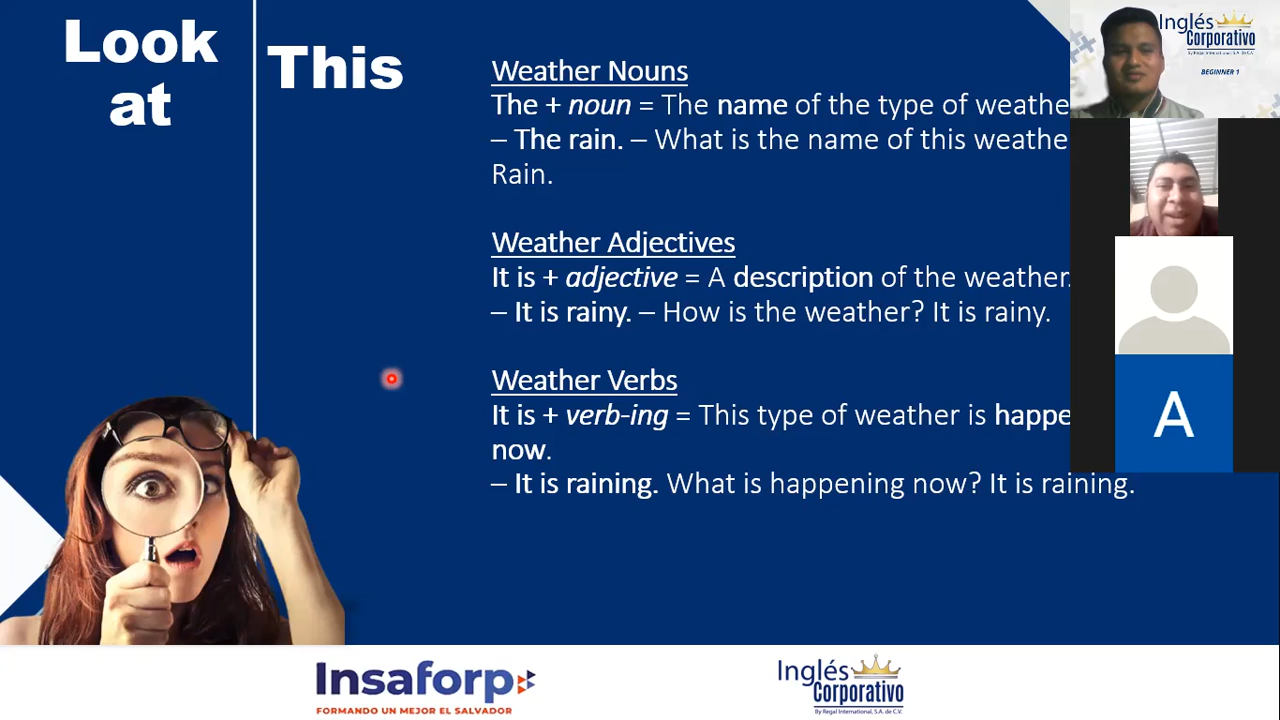 Look
at
This
Weather Nouns
The + noun = The name of the type of weathe
– The rain. – What is the name of this weathe
Rain.
Weather Adjectives
It is + adjective = A description of the weather.
– It is rainy. – How is the weather? It is rainy.
Weather Verbs
It is + verb-ing = This type of weather is happe
now.
– It is raining. What is happening now? It is raining.
Inglés
Corporativo
By Regal International, S.A. de C.V.
BEGINNER 1
A
Insaforp
FORMANDO UN MEJOR EL SALVADOR
Inglés
Corporativo
By Regal International, S.A. de C.V.